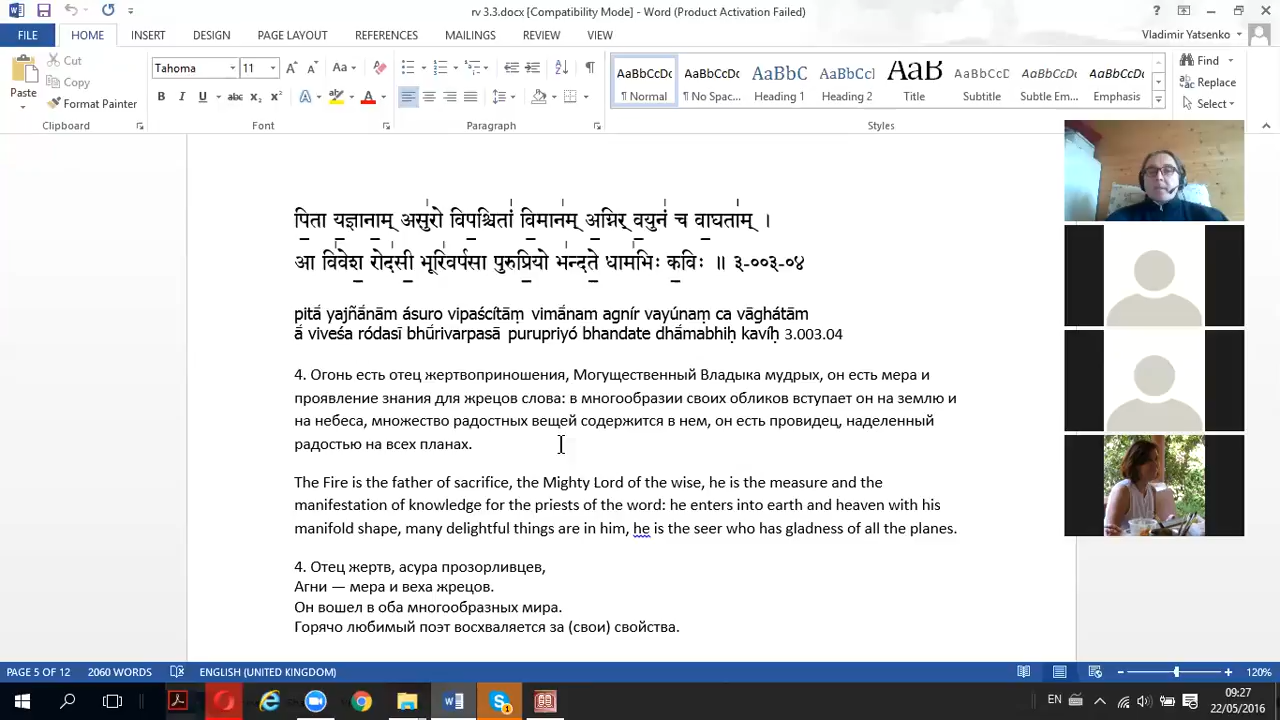 rv 3.3.docx [Compatibility Mode] - Word (Product Activation Failed)
FILE HOME INSERT DESIGN PAGE LAYOUT REFERENCES MAILINGS REVIEW VIEW Vladimir Yatsenko
Cut
Copy
Format Painter
Paste
Clipboard
Tahoma 11
Font
Paragraph
AaBbCcDc AaBbCcDc AaBbC AaBbCcI AaB AaBbCcD AaBbCcDc AaBbCcDc
¶ Normal ¶ No Spac... Heading 1 Heading 2 Title Subtitle Subtle Em... Emphasis
Styles
Find
Replace
Select
पि॒ता य॒ज्ञाना॒म् असु॑रो विप॒श्चितां॑ वि॒मान॑म् अ॒ग्निर् व॒युनं॑ च वा॒घता॑म् ।
आ वि॑वेश॒ रोद॑सी॒ भूरि॑वर्पसा पुरुप्रि॒यो भ॑न्दते॒ धाम॑भिः क॒विः ॥ ३-००३-०४
pitā́ yajñā́nām ásuro vipaścítāṃ vimā́nam agnír vayúnaṃ ca vāghátām
ā́ viveśa ródasī bhū́rivarpasā purupriyó bhandate dhā́mabhiḥ kavíḥ 3.003.04
4. Огонь есть отец жертвоприношения, Могущественный Владыка мудрых, он есть мера и
проявление знания для жрецов слова: в многообразии своих обликов вступает он на землю и
на небеса, множество радостных вещей содержится в нем, он есть провидец, наделенный
радостью на всех планах.
The Fire is the father of sacrifice, the Mighty Lord of the wise, he is the measure and the
manifestation of knowledge for the priests of the word: he enters into earth and heaven with his
manifold shape, many delightful things are in him, he is the seer who has gladness of all the planes.
4. Отец жертв, асура прозорливцев,
Агни — мера и веха жрецов.
Он вошел в оба многообразных мира.
Горячо любимый поэт восхваляется за (свои) свойства.
PAGE 5 OF 12 2060 WORDS ENGLISH (UNITED KINGDOM) 120%
EN 09:27
22/05/2016